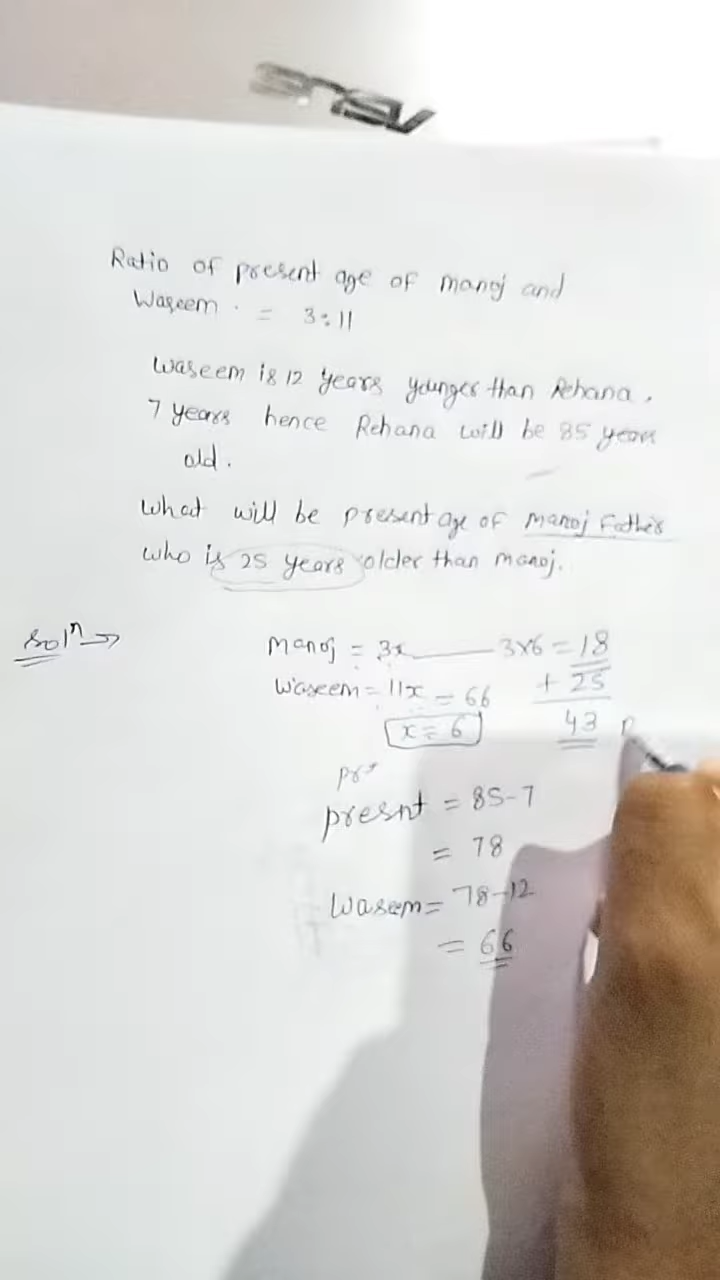 Ratio of present age of manoj and
Waseem = 3:11
Waseem is 12 years younger than Rehana.
7 years hence Rehana will be 85 years
old.
what will be present age of manoj Father
who is 25 years older than manoj.
Solⁿ→ manoj = 3x — 3×6 = 18
waseem = 11x = 66 + 25
x = 6 43
pres
presnt = 85-7
= 78
Wasem = 78-12
= 66